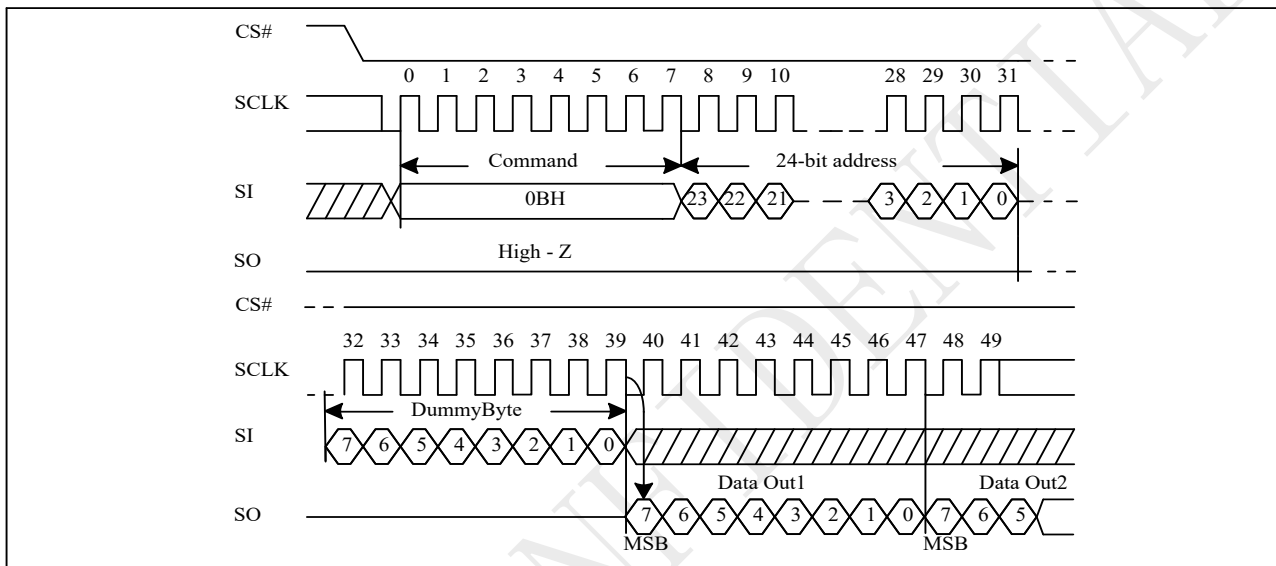 CS#
0 1 2 3 4 5 6 7 8 9 10 28 29 30 31
SCLK
Command 24-bit address
SI 0BH 23 22 21 3 2 1 0
High - Z
SO
CS#
32 33 34 35 36 37 38 39 40 41 42 43 44 45 46 47 48 49
SCLK
DummyByte
SI 7 6 5 4 3 2 1 0
Data Out1 Data Out2
SO 7 6 5 4 3 2 1 0 7 6 5
MSB MSB
NFIDENTIA